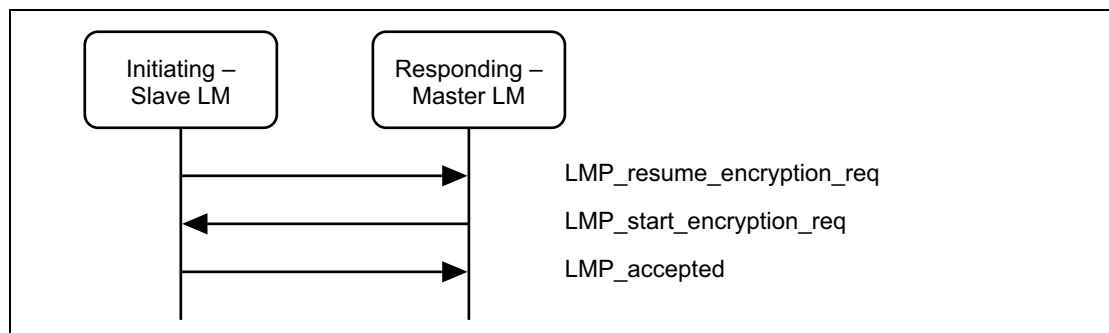 Initiating –
Slave LM
Responding –
Master LM
LMP_resume_encryption_req
LMP_start_encryption_req
LMP_accepted